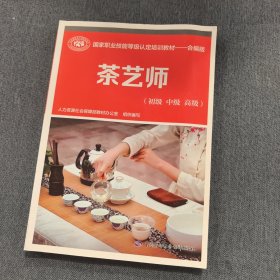 国家职业技能等级认定培训教材——合编版
茶艺师
（初级 中级 高级）
人力资源社会保障部教材办公室 组织编写